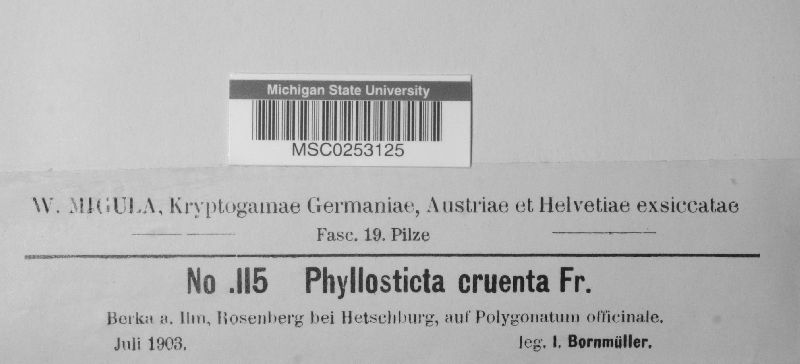 Michigan State University
MSC0253125
W. MIGULA, Kryptogamae Germaniae, Austriae et Helvetiae exsiccatae
Fasc. 19. Pilze
No .115 Phyllosticta cruenta Fr.
Berka a. Ilm, Rosenberg bei Hetschburg, auf Polygonatum officinale.
Juli 1903. leg. I. Bornmüller.